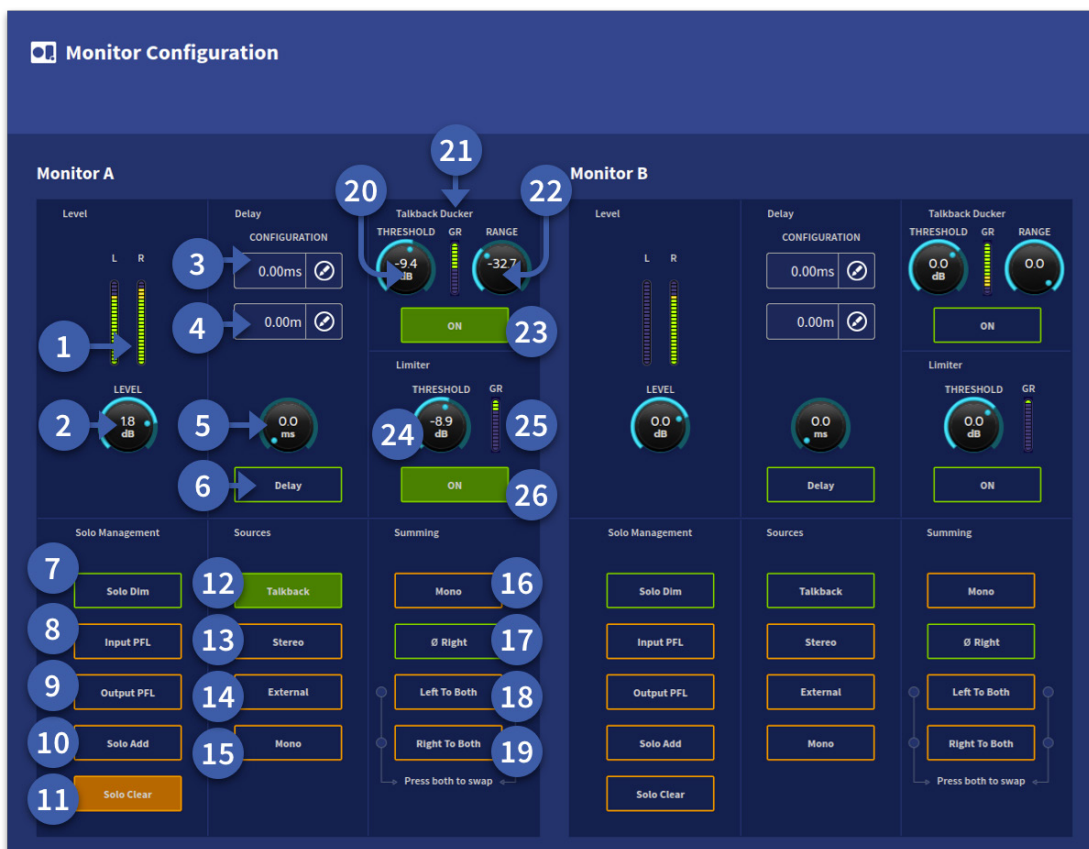 Monitor Configuration
Monitor A
21
20
22
Monitor B
Level
Delay
Talkback Ducker
CONFIGURATION
THRESHOLD GR RANGE
L R
3
0.00ms
-9.4
dB
-32.7
4
0.00m
ON
23
1
Limiter
LEVEL
THRESHOLD GR
2
1.8
dB
5
0.0
ms
24
-8.9
dB
25
6
Delay
ON
26
Solo Management
Sources
Summing
7
Solo Dim
12
Talkback
Mono
16
8
Input PFL
13
Stereo
Ø Right
17
9
Output PFL
14
External
Left To Both
18
10
Solo Add
15
Mono
Right To Both
19
11
Solo Clear
Press both to swap
Level
Delay
Talkback Ducker
CONFIGURATION
THRESHOLD GR RANGE
L R
0.00ms
0.0
dB
0.0
0.00m
ON
Limiter
LEVEL
THRESHOLD GR
0.0
dB
0.0
ms
0.0
dB
Delay
ON
Solo Management
Sources
Summing
Solo Dim
Talkback
Mono
Input PFL
Stereo
Ø Right
Output PFL
External
Left To Both
Solo Add
Mono
Right To Both
Solo Clear
Press both to swap